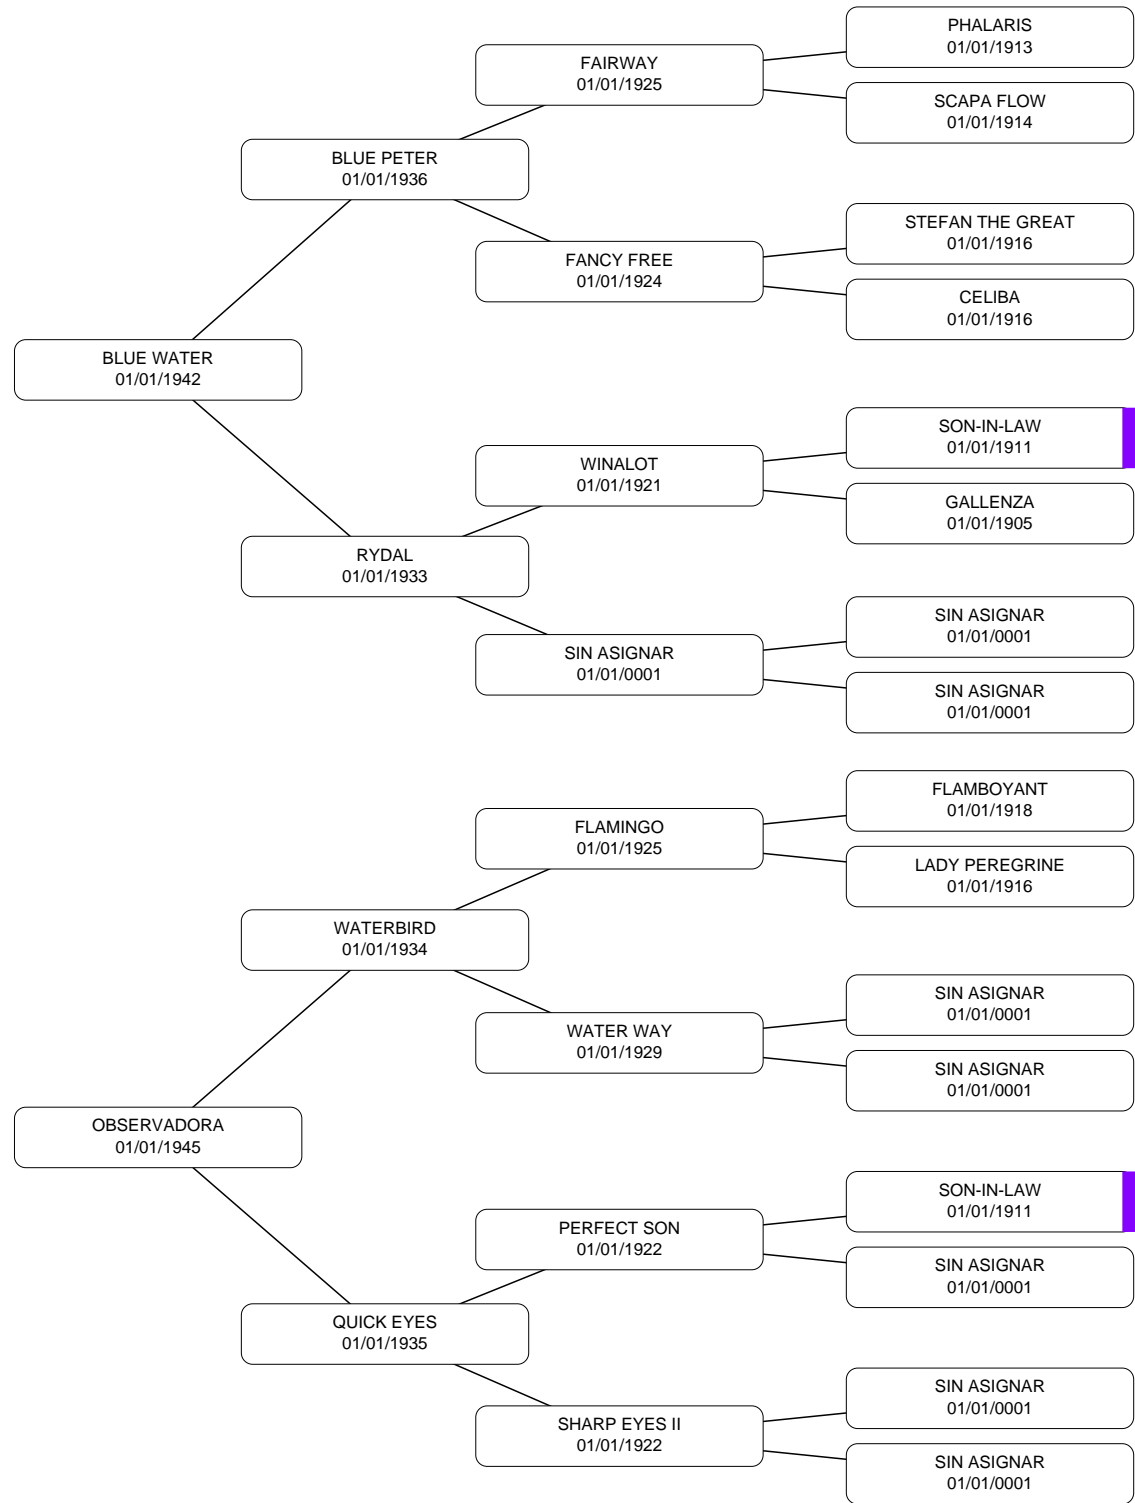 PHALARIS
01/01/1913
FAIRWAY
01/01/1925
SCAPA FLOW
01/01/1914
BLUE PETER
01/01/1936
STEFAN THE GREAT
01/01/1916
FANCY FREE
01/01/1924
CELIBA
01/01/1916
BLUE WATER
01/01/1942
SON-IN-LAW
01/01/1911
WINALOT
01/01/1921
GALLENZA
01/01/1905
RYDAL
01/01/1933
SIN ASIGNAR
01/01/0001
SIN ASIGNAR
01/01/0001
SIN ASIGNAR
01/01/0001
FLAMBOYANT
01/01/1918
FLAMINGO
01/01/1925
LADY PEREGRINE
01/01/1916
WATERBIRD
01/01/1934
SIN ASIGNAR
01/01/0001
WATER WAY
01/01/1929
SIN ASIGNAR
01/01/0001
OBSERVADORA
01/01/1945
SON-IN-LAW
01/01/1911
PERFECT SON
01/01/1922
SIN ASIGNAR
01/01/0001
QUICK EYES
01/01/1935
SIN ASIGNAR
01/01/0001
SHARP EYES II
01/01/1922
SIN ASIGNAR
01/01/0001